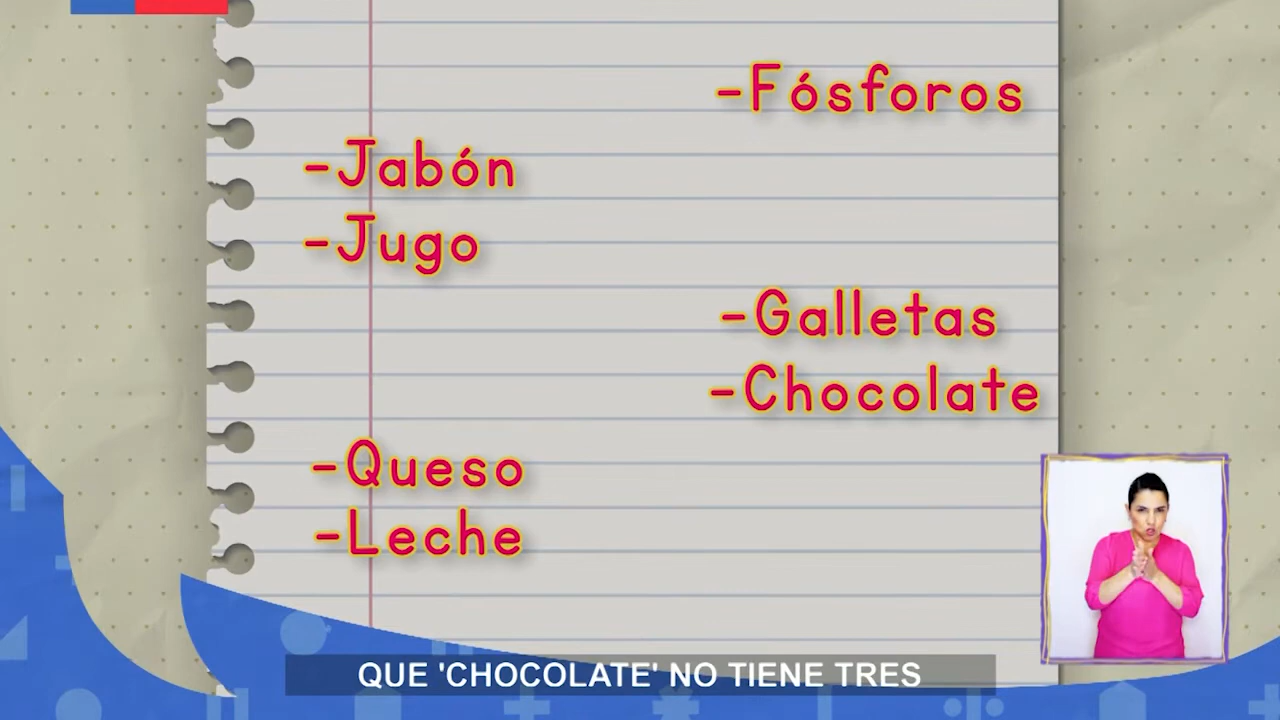 -Fósforos
-Jabón
-Jugo
-Galletas
-Chocolate
-Queso
-Leche
QUE 'CHOCOLATE' NO TIENE TRES